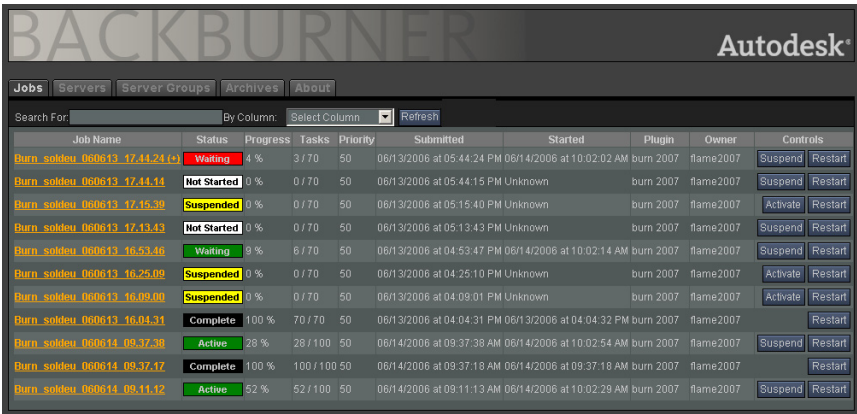 BACKBURNER
Autodesk®
Jobs Servers Server Groups Archives About
Search For: By Column: Select Column Refresh
Job Name Status Progress Tasks Priority Submitted Started Plugin Owner Controls
Burn_soldeu_060613_17.44.24 (+) Waiting 4 % 3 / 70 50 06/13/2006 at 05:44:24 PM 06/14/2006 at 10:02:02 AM burn 2007 flame2007 Suspend Restart
Burn_soldeu_060613_17.44.14 Not Started 0 % 0 / 70 50 06/13/2006 at 05:44:15 PM Unknown burn 2007 flame2007 Suspend Restart
Burn_soldeu_060613_17.15.39 Suspended 0 % 0 / 70 50 06/13/2006 at 05:15:40 PM Unknown burn 2007 flame2007 Activate Restart
Burn_soldeu_060613_17.13.43 Not Started 0 % 0 / 70 50 06/13/2006 at 05:13:43 PM Unknown burn 2007 flame2007 Suspend Restart
Burn_soldeu_060613_16.53.46 Waiting 9 % 6 / 70 50 06/13/2006 at 04:53:47 PM 06/14/2006 at 10:02:14 AM burn 2007 flame2007 Suspend Restart
Burn_soldeu_060613_16.25.09 Suspended 0 % 0 / 70 50 06/13/2006 at 04:25:10 PM Unknown burn 2007 flame2007 Activate Restart
Burn_soldeu_060613_16.09.00 Suspended 0 % 0 / 70 50 06/13/2006 at 04:09:01 PM Unknown burn 2007 flame2007 Activate Restart
Burn_soldeu_060613_16.04.31 Complete 100 % 70 / 70 50 06/13/2006 at 04:04:31 PM 06/13/2006 at 04:04:32 PM burn 2007 flame2007 Restart
Burn_soldeu_060614_09.37.38 Active 28 % 28 / 100 50 06/14/2006 at 09:37:38 AM 06/14/2006 at 10:02:54 AM burn 2007 flame2007 Suspend Restart
Burn_soldeu_060614_09.37.17 Complete 100 % 100 / 100 50 06/14/2006 at 09:37:18 AM 06/14/2006 at 09:37:18 AM burn 2007 flame2007 Restart
Burn_soldeu_060614_09.11.12 Active 52 % 52 / 100 50 06/14/2006 at 09:11:13 AM 06/14/2006 at 10:02:29 AM burn 2007 flame2007 Suspend Restart